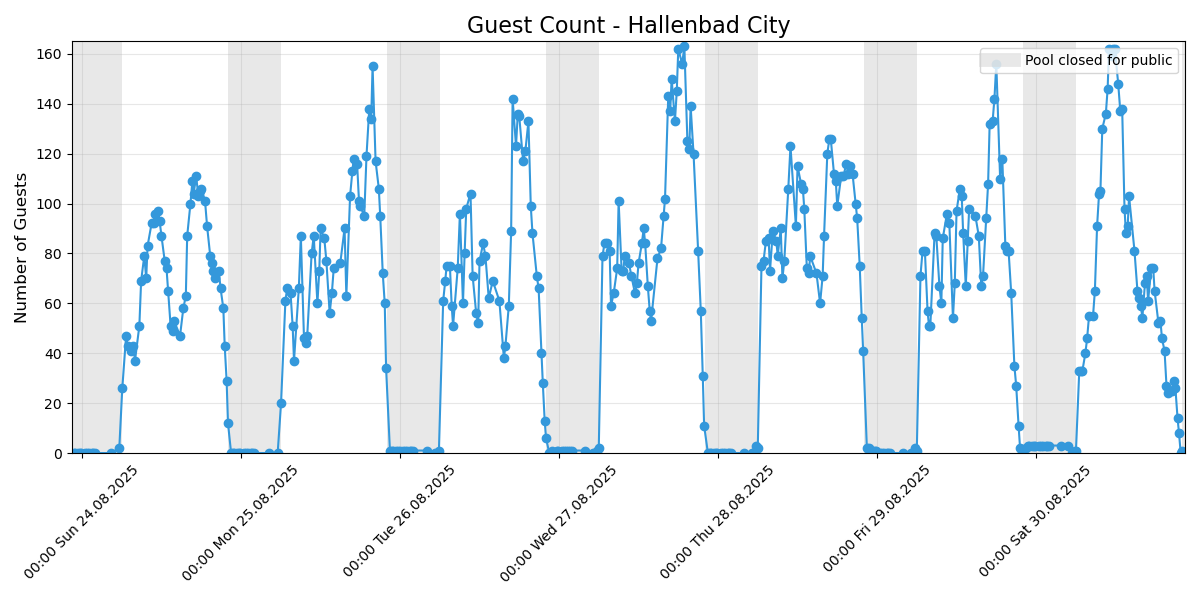 Guest Count - Hallenbad City
Pool closed for public
Number of Guests
160
140
120
100
80
60
40
20
0
00:00 Sun 24.08.2025
00:00 Mon 25.08.2025
00:00 Tue 26.08.2025
00:00 Wed 27.08.2025
00:00 Thu 28.08.2025
00:00 Fri 29.08.2025
00:00 Sat 30.08.2025